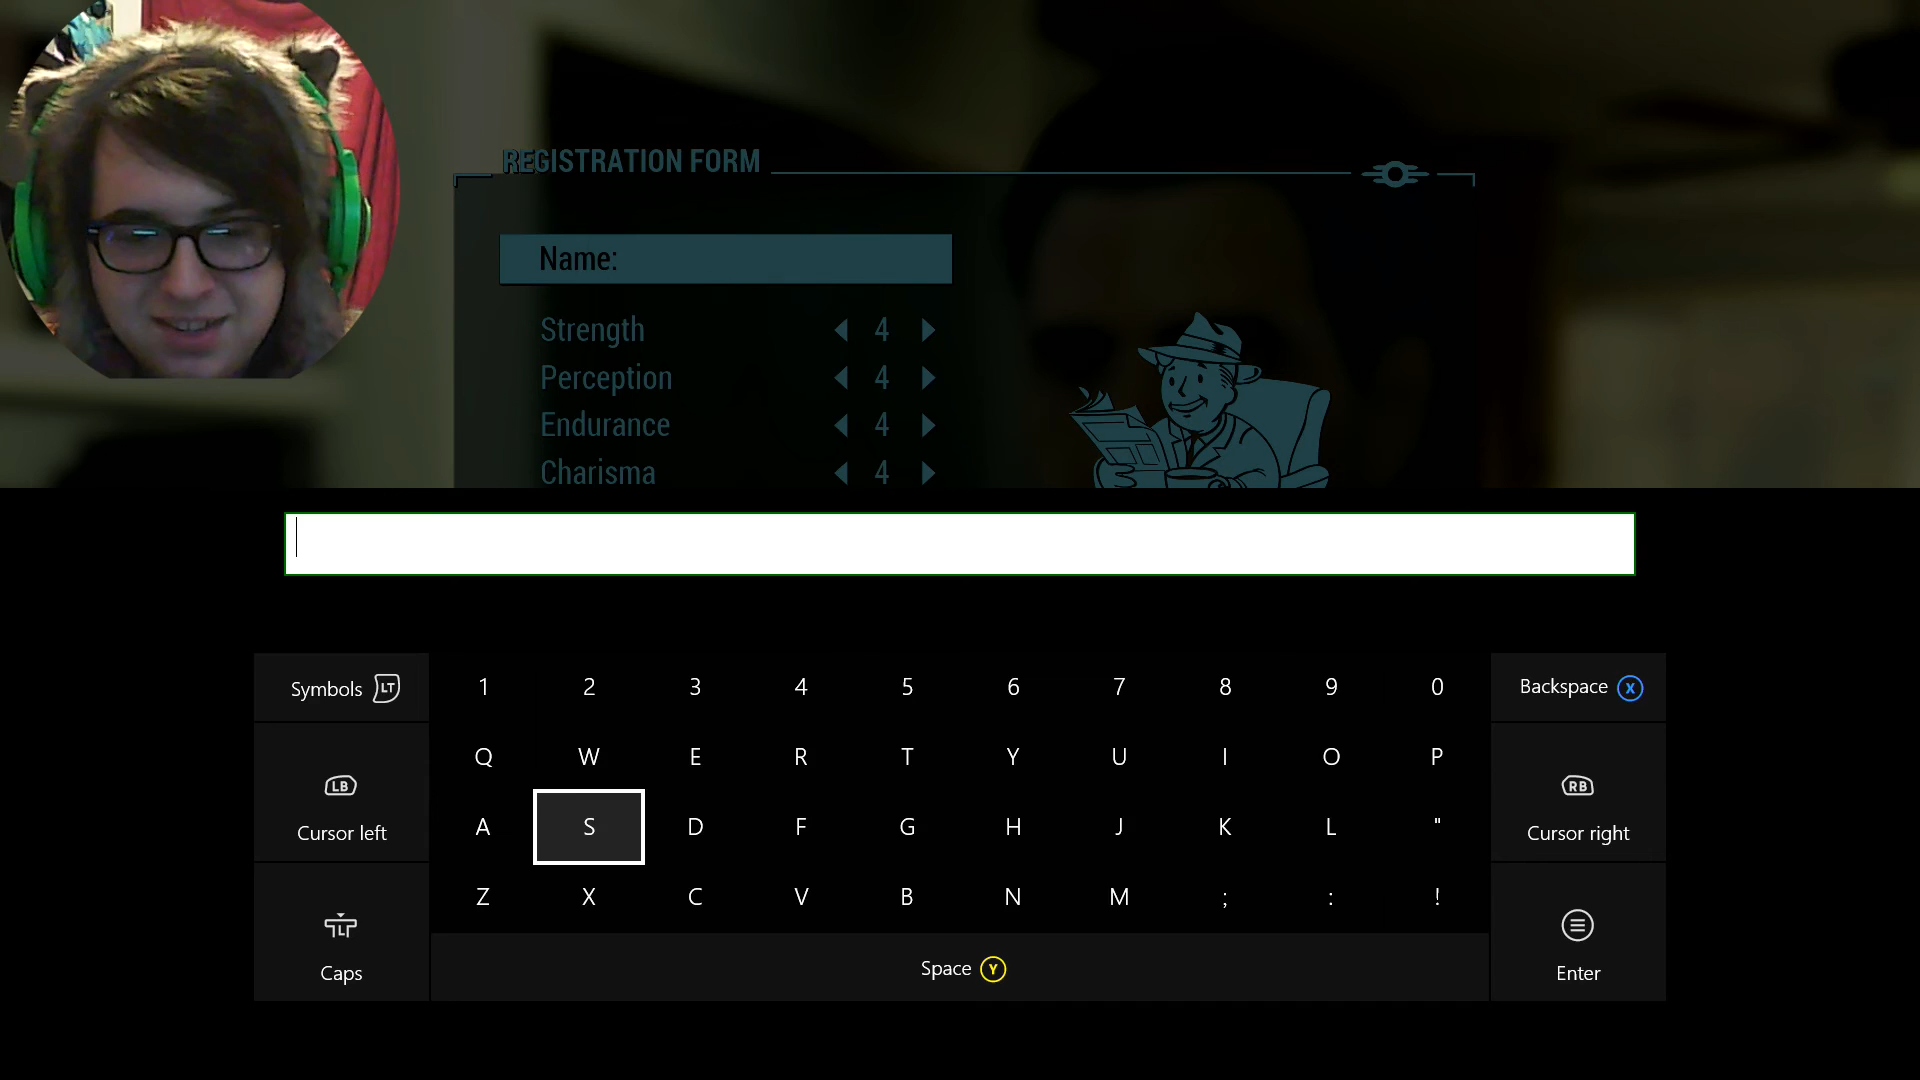 REGISTRATION FORM
Name:
Strength 4
Perception 4
Endurance 4
Charisma 4
Symbols LT 1 2 3 4 5 6 7 8 9 0 Backspace X
Q W E R T Y U I O P
LB Cursor left
A S D F G H J K L "
RB Cursor right
Z X C V B N M ; : !
LT Caps
Space Y
Enter